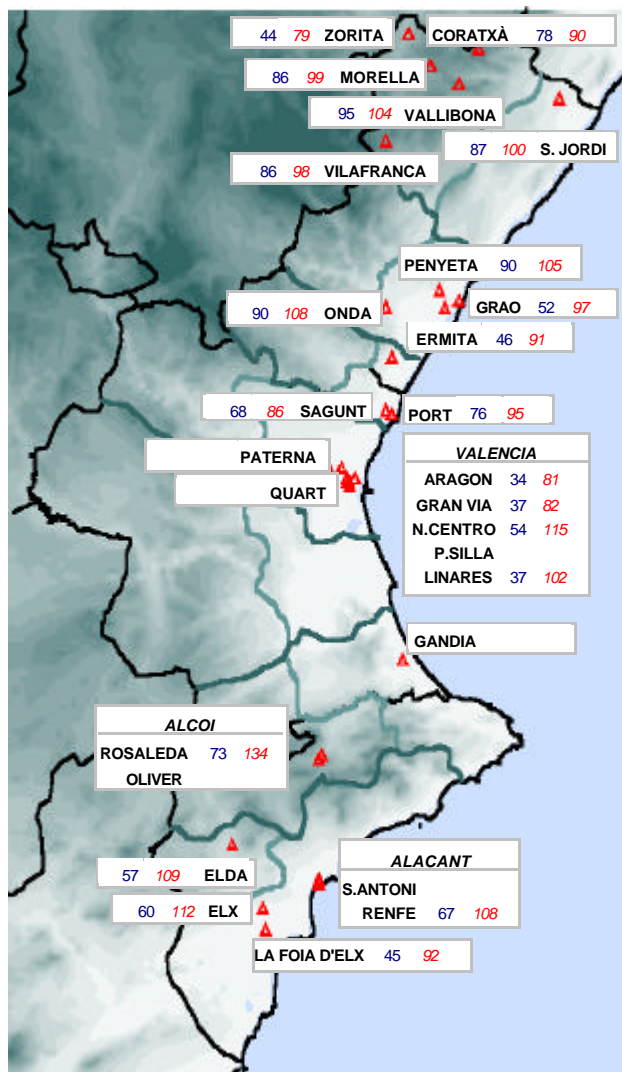 44 79 ZORITA
CORATXÀ 78 90
86 99 MORELLA
95 104 VALLIBONA
87 100 S. JORDI
86 98 VILAFRANCA
PENYETA 90 105
90 108 ONDA
GRAO 52 97
ERMITA 46 91
68 86 SAGUNT
PORT 76 95
PATERNA
QUART
VALENCIA
ARAGON 34 81
GRAN VIA 37 82
N.CENTRO 54 115
P.SILLA
LINARES 37 102
GANDIA
ALCOI
ROSALEDA 73 134
OLIVER
57 109 ELDA
60 112 ELX
ALACANT
S.ANTONI
RENFE 67 108
LA FOIA D'ELX 45 92